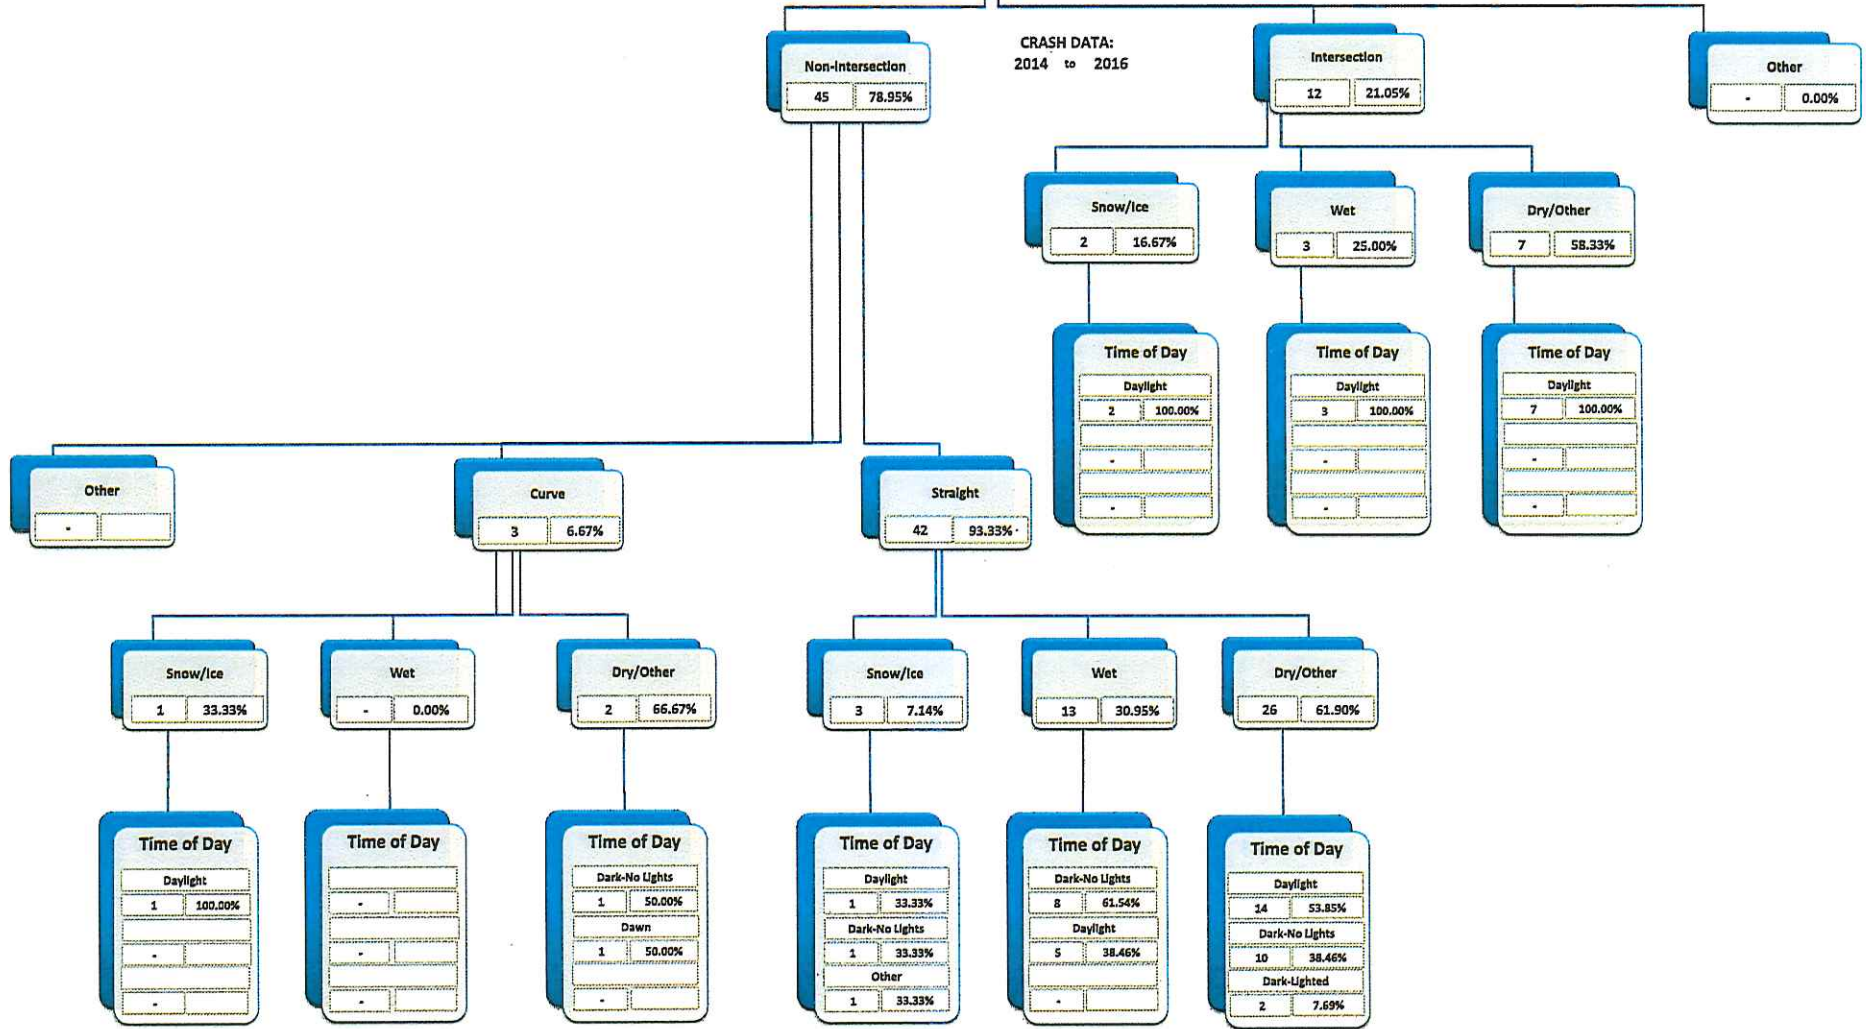 CRASH DATA:
2014 to 2016
Non-Intersection
45 78.95%
Intersection
12 21.05%
Other
- 0.00%
Snow/Ice
2 16.67%
Wet
3 25.00%
Dry/Other
7 58.33%
Time of Day
Daylight
2 100.00%
-
-
Time of Day
Daylight
3 100.00%
-
-
Time of Day
Daylight
7 100.00%
-
-
Other
-
Curve
3 6.67%
Straight
42 93.33%
Snow/Ice
1 33.33%
Wet
- 0.00%
Dry/Other
2 66.67%
Snow/Ice
3 7.14%
Wet
13 30.95%
Dry/Other
26 61.90%
Time of Day
Daylight
1 100.00%
-
-
Time of Day
-
-
-
Time of Day
Dark-No Lights
1 50.00%
Dawn
1 50.00%
-
Time of Day
Daylight
1 33.33%
Dark-No Lights
1 33.33%
Other
1 33.33%
Time of Day
Dark-No Lights
8 61.54%
Daylight
5 38.46%
-
Time of Day
Daylight
14 53.85%
Dark-No Lights
10 38.46%
Dark-Lighted
2 7.69%